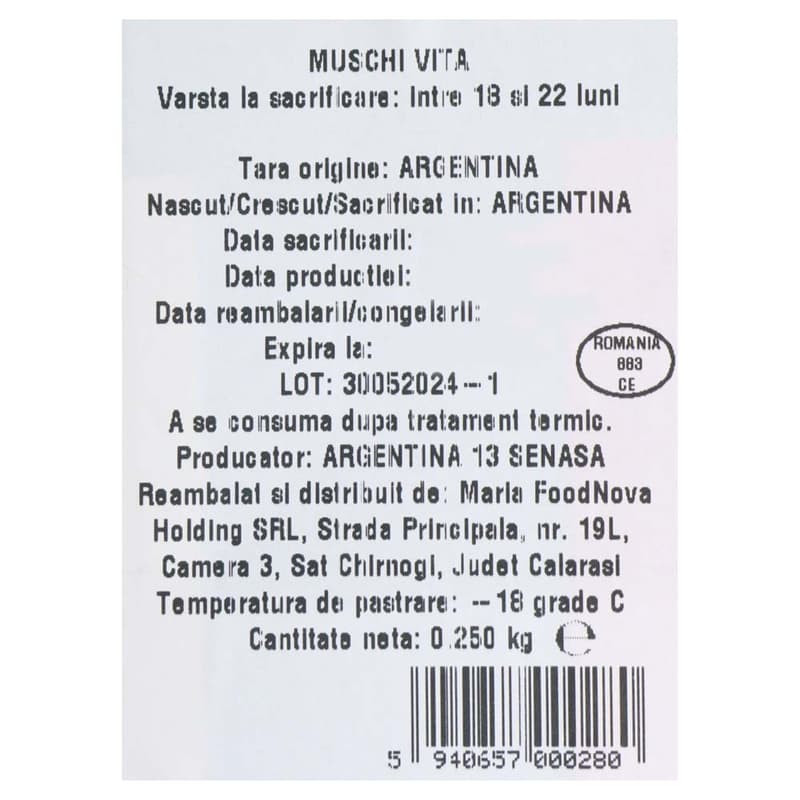 MUSCHI VITA
Varsta la sacrificare: intre 18 si 22 luni
Tara origine: ARGENTINA
Nascut/Crescut/Sacrificat in: ARGENTINA
Data sacrificarii:
Data productiei:
Data reambalarii/congelarii:
Expira la:
LOT: 30052024--1
A se consuma dupa tratament termic.
Producator: ARGENTINA 13 SENASA
Reambalat si distribuit de: Maria FoodNova
Holding SRL, Strada Principala, nr. 19L,
Camera 3, Sat Chirnogi, Judet Calarasi
Temperatura de pastrare: --18 grade C
Cantitate neta: 0.250 kg ℮
ROMANIA
883
CE
5 940657 000280